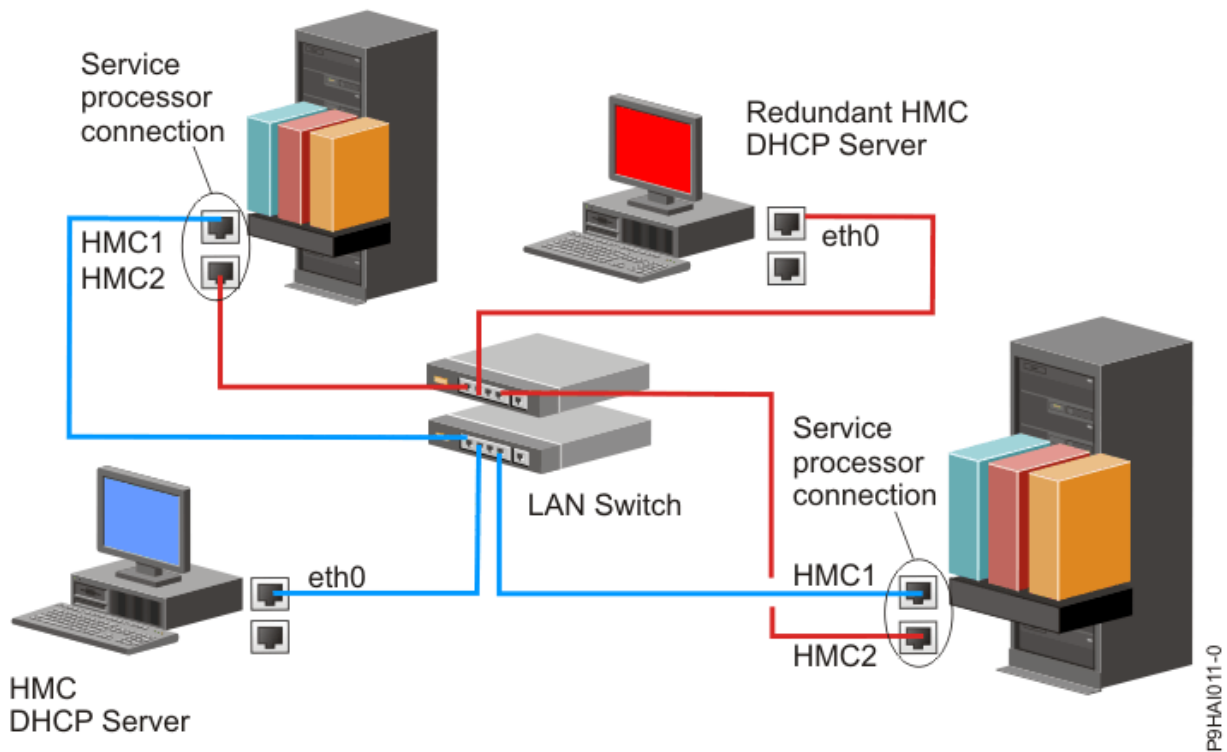 Service
processor
connection
HMC1
HMC2
Redundant HMC
DHCP Server
eth0
LAN Switch
Service
processor
connection
HMC1
HMC2
eth0
HMC
DHCP Server
P9HAI011-0